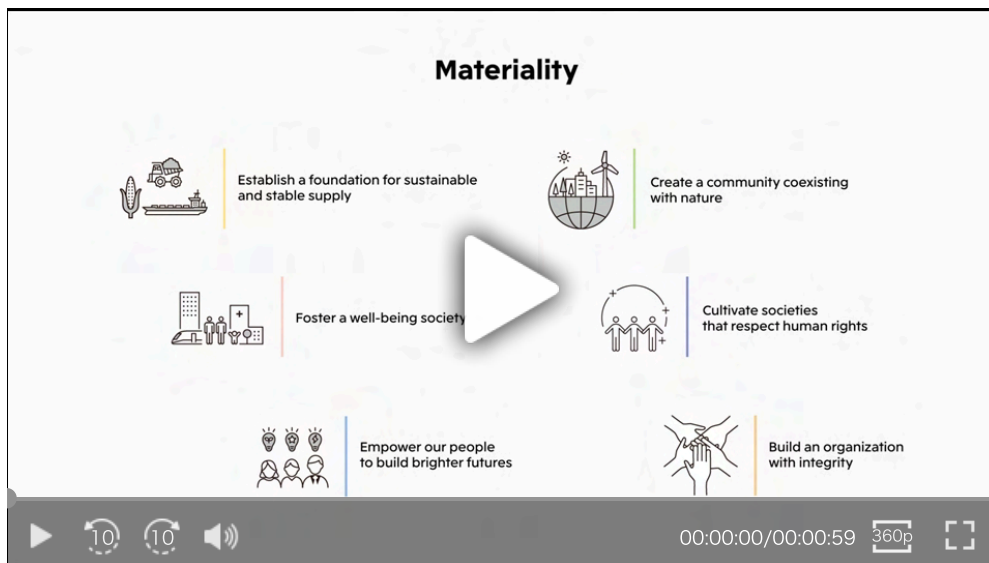 Materiality
Establish a foundation for sustainable
and stable supply
Create a community coexisting
with nature
Foster a well-being society
Cultivate societies
that respect human rights
Empower our people
to build brighter futures
Build an organization
with integrity
10
10
00:00:00/00:00:59
360p